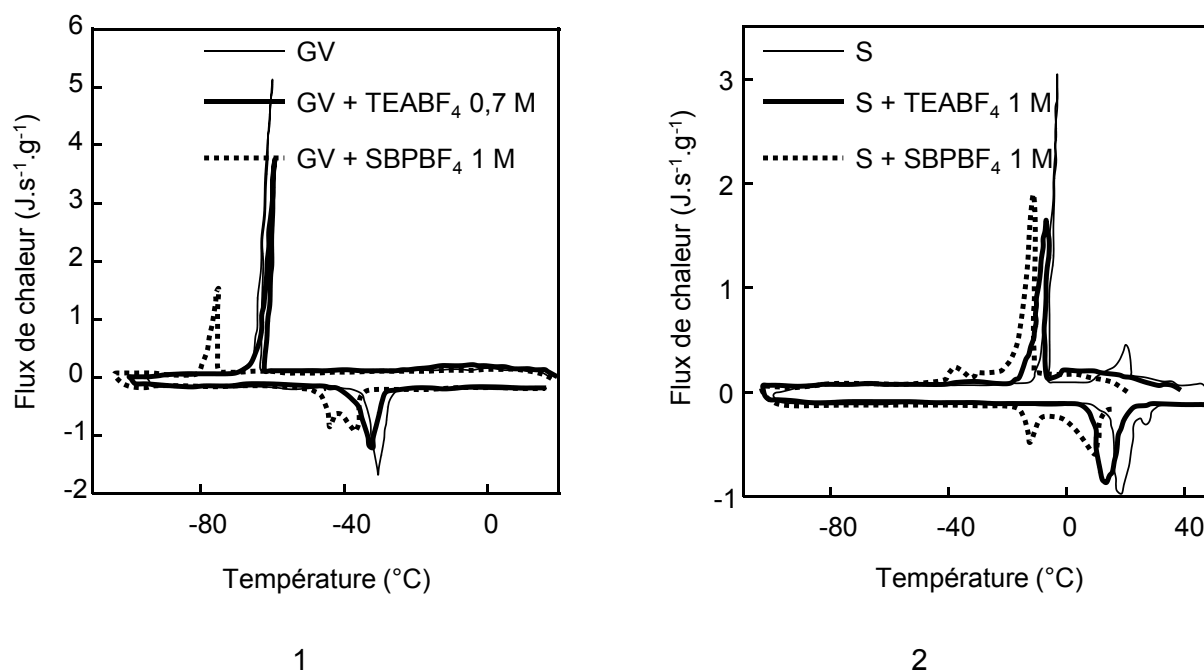 Flux de chaleur (J.s⁻¹.g⁻¹)
6
5
4
3
2
1
0
-1
-2
GV
GV + TEABF₄ 0,7 M
GV + SBPBF₄ 1 M
-80 -40 0
Température (°C)
1
Flux de chaleur (J.s⁻¹.g⁻¹)
3
2
1
0
-1
S
S + TEABF₄ 1 M
S + SBPBF₄ 1 M
-80 -40 0 40
Température (°C)
2